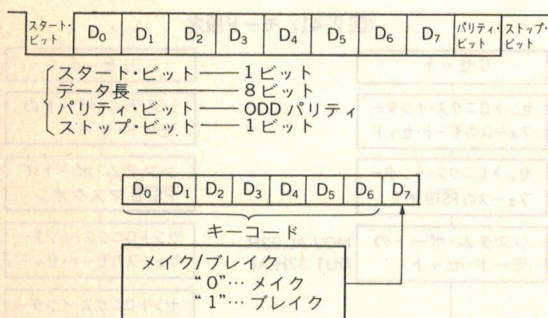 スタート・ビット D0 D1 D2 D3 D4 D5 D6 D7 パリティ・ビット ストップ・ビット
スタート・ビット――1ビット
データ長――8ビット
パリティ・ビット――ODDパリティ
ストップ・ビット――1ビット
D0 D1 D2 D3 D4 D5 D6 D7
キーコード
メイク/ブレイク
"0"…メイク
"1"…ブレイク